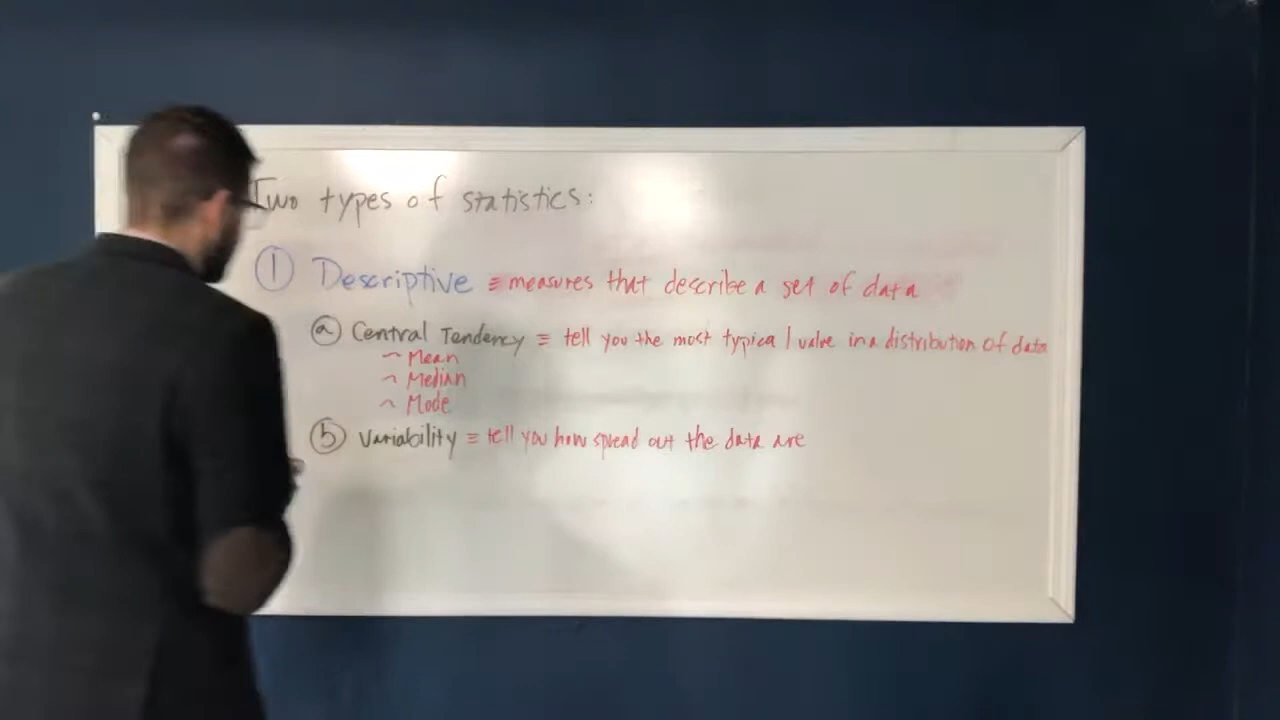 Two types of statistics:
① Descriptive ≡ measures that describe a set of data
ⓐ Central Tendency ≡ tell you the most typical value in a distribution of data
~ Mean
~ Median
~ Mode
ⓑ Variability ≡ tell you how spread out the data are